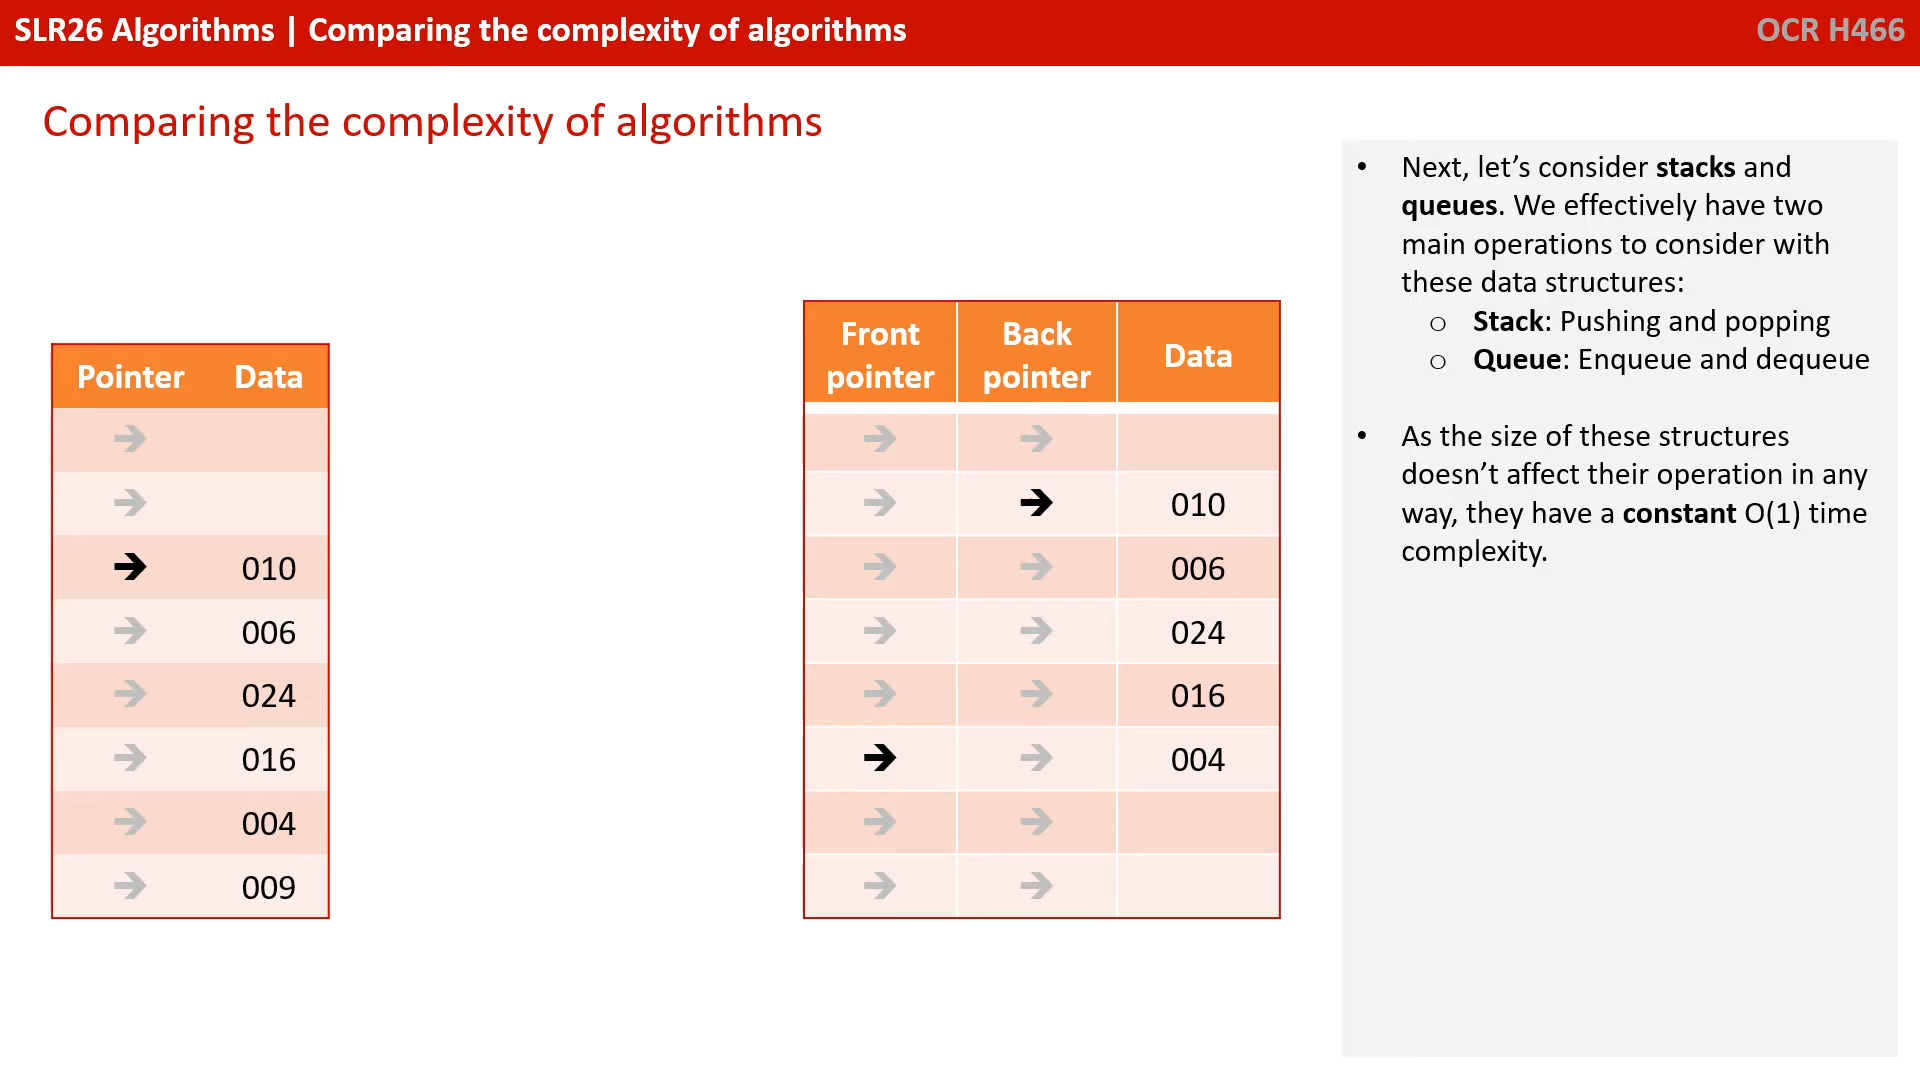 SLR26 Algorithms | Comparing the complexity of algorithms
OCR H466
Comparing the complexity of algorithms
Pointer Data
➔
➔
➔ 010
➔ 006
➔ 024
➔ 016
➔ 004
➔ 009
Front pointer Back pointer Data
➔ ➔
➔ ➔ 010
➔ ➔ 006
➔ ➔ 024
➔ ➔ 016
➔ ➔ 004
➔ ➔
➔ ➔
• Next, let’s consider stacks and
queues. We effectively have two
main operations to consider with
these data structures:
o Stack: Pushing and popping
o Queue: Enqueue and dequeue
• As the size of these structures
doesn’t affect their operation in any
way, they have a constant O(1) time
complexity.